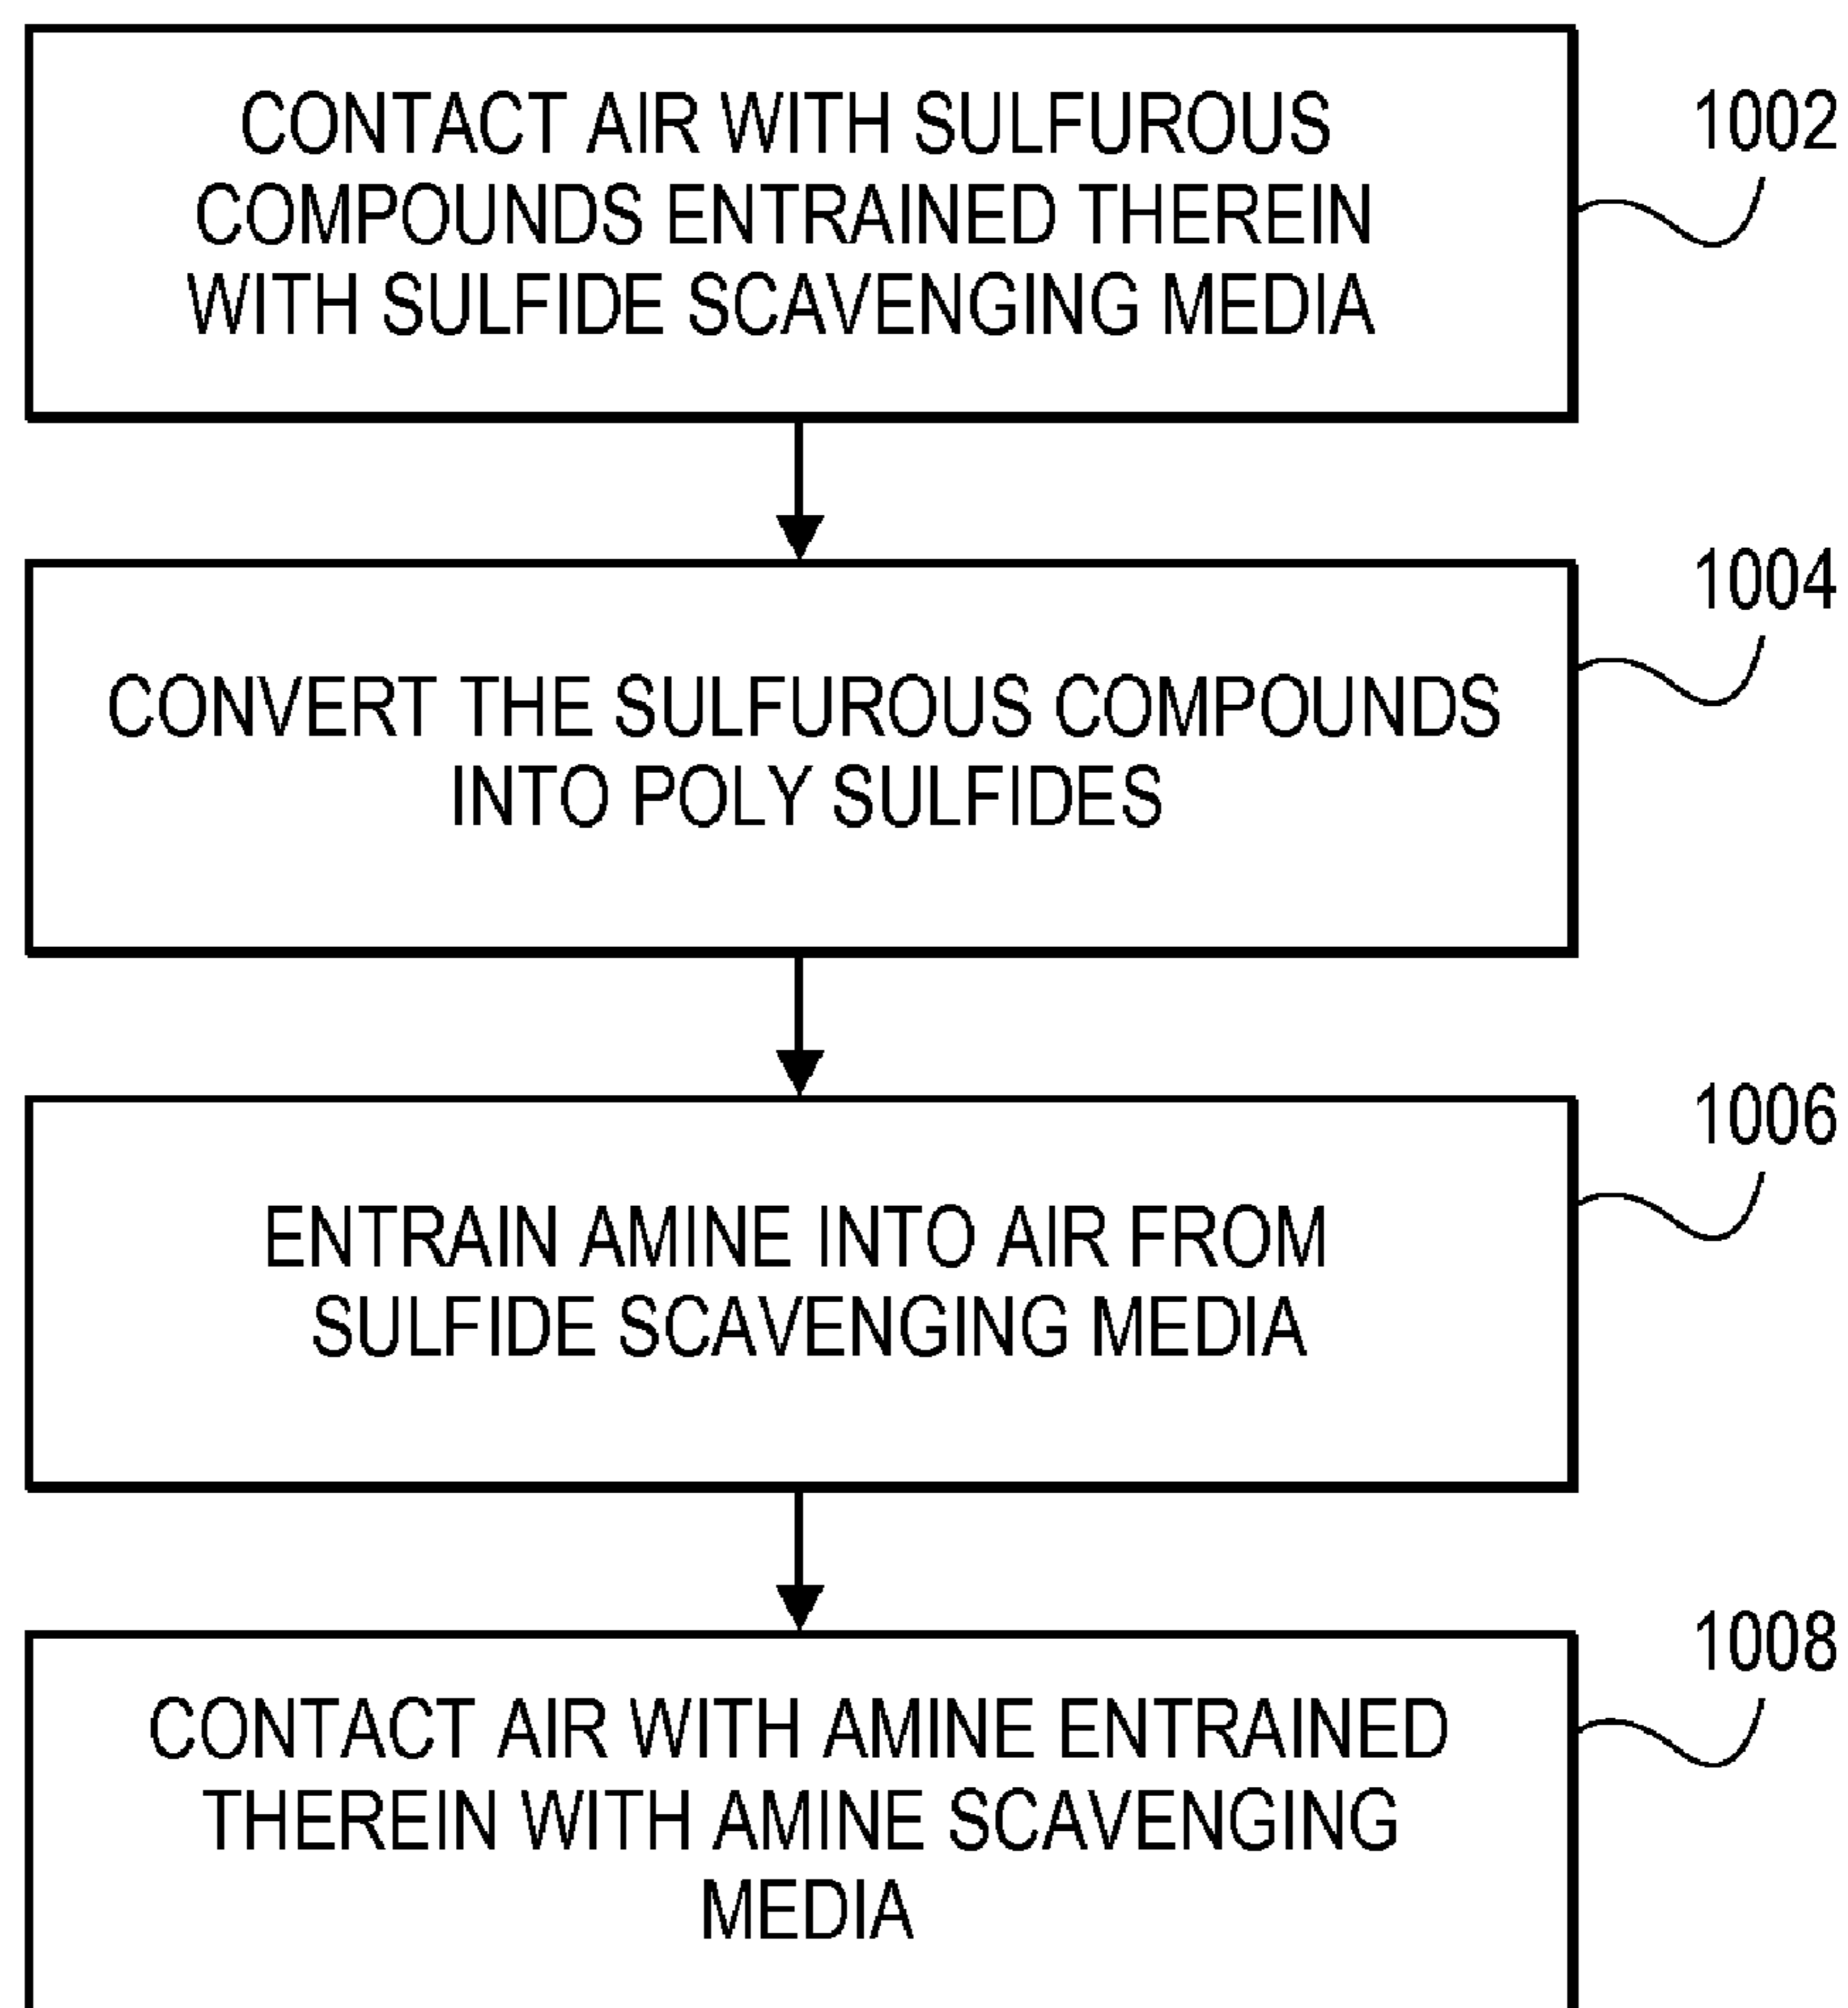 CONTACT AIR WITH SULFUROUS
COMPOUNDS ENTRAINED THEREIN
WITH SULFIDE SCAVENGING MEDIA
1002
CONVERT THE SULFUROUS COMPOUNDS
INTO POLY SULFIDES
1004
ENTRAIN AMINE INTO AIR FROM
SULFIDE SCAVENGING MEDIA
1006
CONTACT AIR WITH AMINE ENTRAINED
THEREIN WITH AMINE SCAVENGING
MEDIA
1008